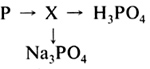 P → X → H₃PO4
↓
Na₃PO4